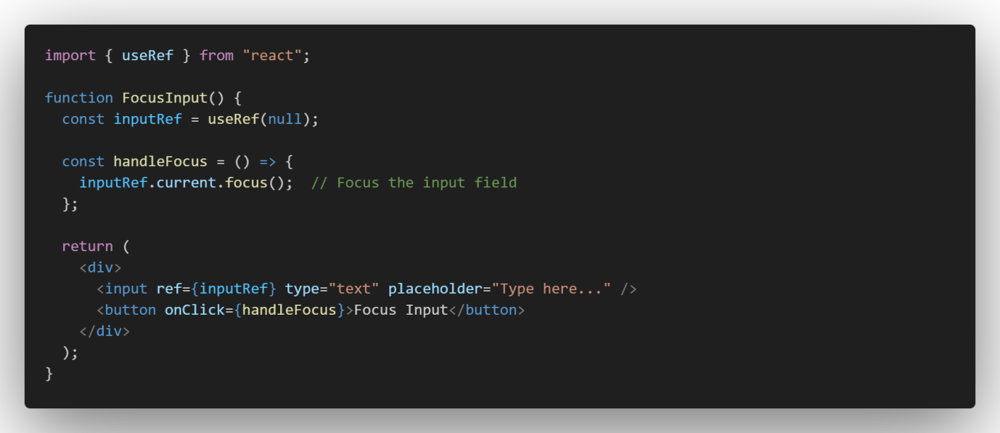 import { useRef } from "react";

function FocusInput() {
  const inputRef = useRef(null);

  const handleFocus = () => {
    inputRef.current.focus();  // Focus the input field
  };

  return (
    <div>
      <input ref={inputRef} type="text" placeholder="Type here..." />
      <button onClick={handleFocus}>Focus Input</button>
    </div>
  );
}